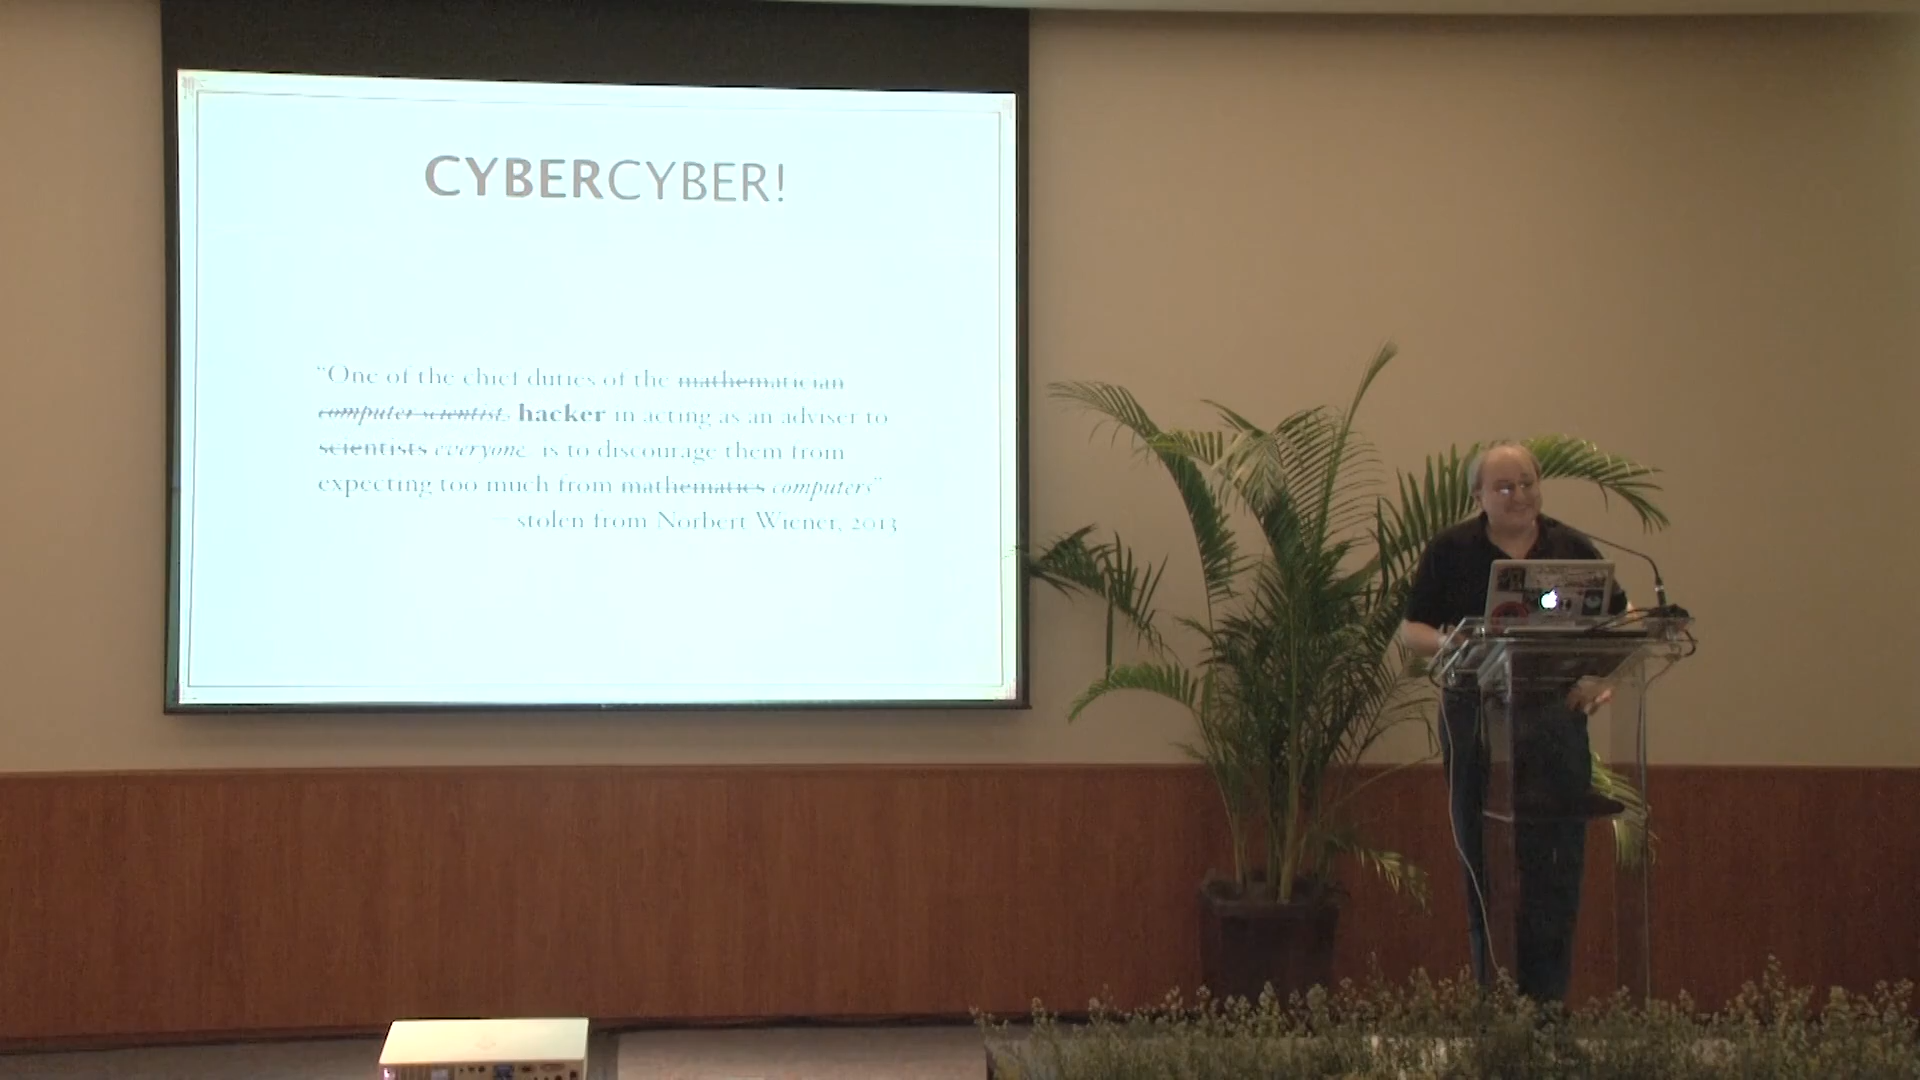 CYBERCYBER!
“One of the chief duties of the mathematician
computer scientist, hacker in acting as an adviser to
scientists everyone is to discourage them from
expecting too much from mathematics computers”
– stolen from Norbert Wiener, 2013